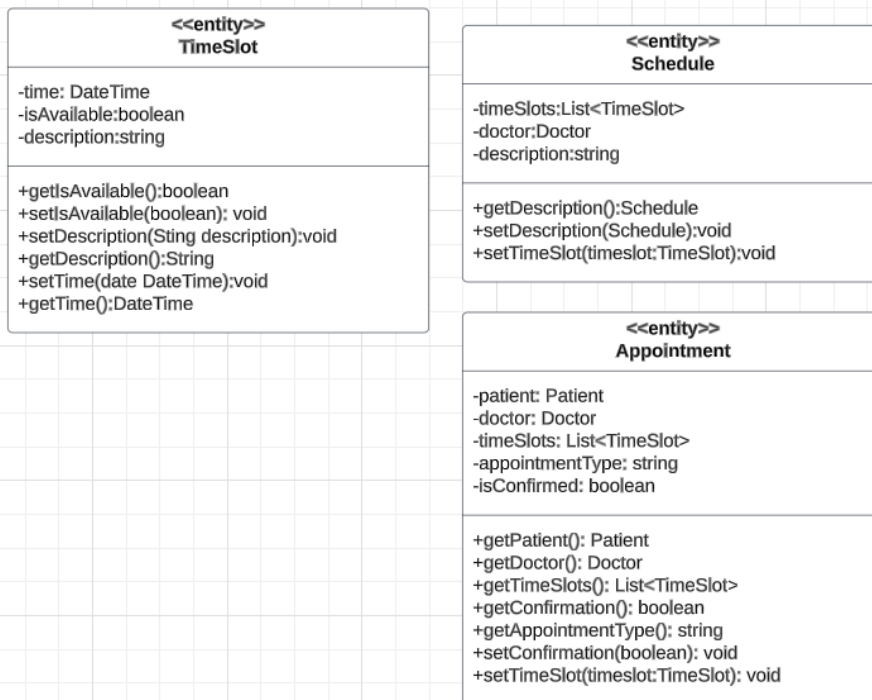 <<entity>>
TimeSlot
-time: DateTime
-isAvailable:boolean
-description:string
+getIsAvailable():boolean
+setIsAvailable(boolean): void
+setDescription(Sting description):void
+getDescription():String
+setTime(date DateTime):void
+getTime():DateTime
<<entity>>
Schedule
-timeSlots:List<TimeSlot>
-doctor:Doctor
-description:string
+getDescription():Schedule
+setDescription(Schedule):void
+setTimeSlot(timeslot:TimeSlot):void
<<entity>>
Appointment
-patient: Patient
-doctor: Doctor
-timeSlots: List<TimeSlot>
-appointmentType: string
-isConfirmed: boolean
+getPatient(): Patient
+getDoctor(): Doctor
+getTimeSlots(): List<TimeSlot>
+getConfirmation(): boolean
+getAppointmentType(): string
+setConfirmation(boolean): void
+setTimeSlot(timeslot:TimeSlot): void